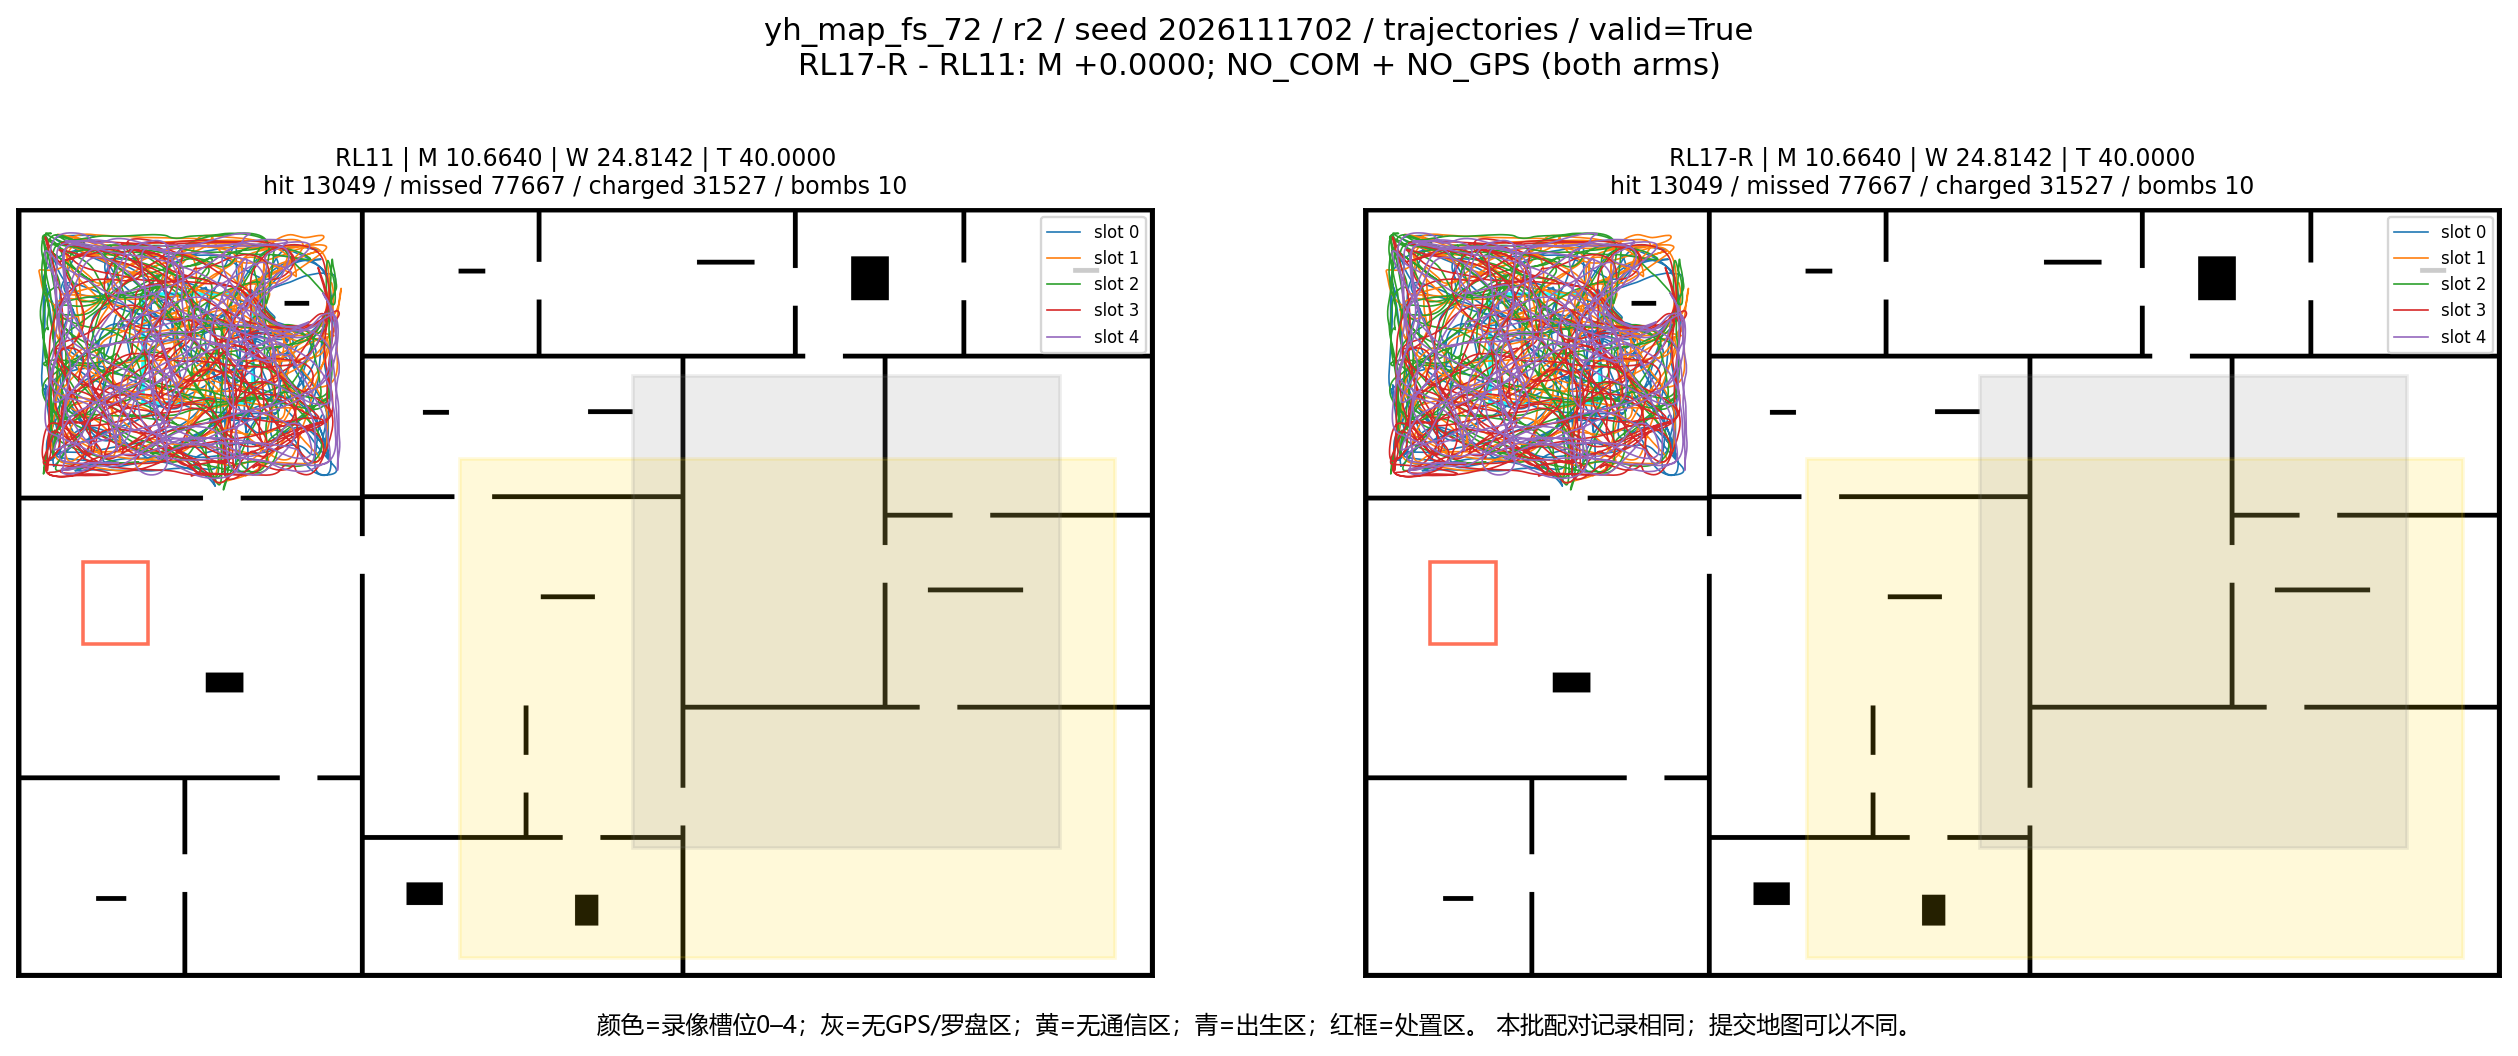 yh_map_fs_72 / r2 / seed 2026111702 / trajectories / valid=True
RL17-R - RL11: M +0.0000; NO_COM + NO_GPS (both arms)
RL11 | M 10.6640 | W 24.8142 | T 40.0000
hit 13049 / missed 77667 / charged 31527 / bombs 10
slot 0
slot 1
slot 2
slot 3
slot 4
RL17-R | M 10.6640 | W 24.8142 | T 40.0000
hit 13049 / missed 77667 / charged 31527 / bombs 10
slot 0
slot 1
slot 2
slot 3
slot 4
颜色=录像槽位0–4；灰=无GPS/罗盘区；黄=无通信区；青=出生区；红框=处置区。 本批配对记录相同；提交地图可以不同。